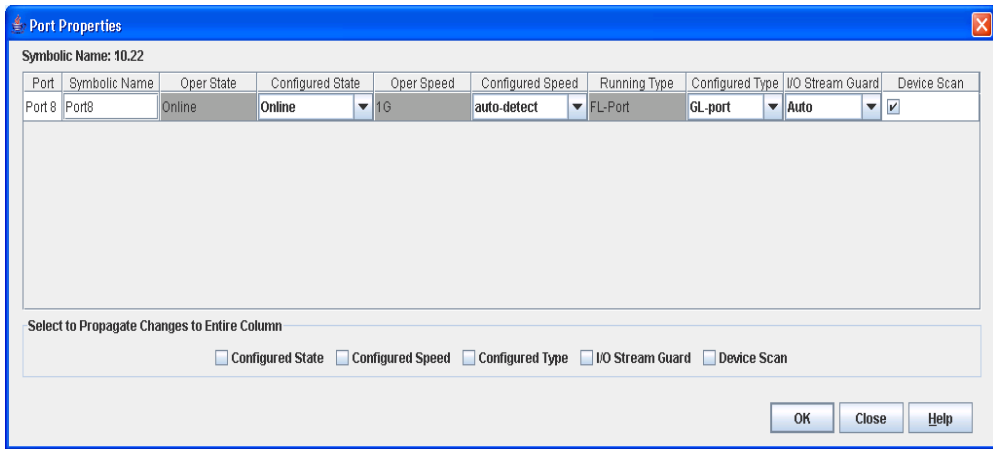 Port Properties
Symbolic Name: 10.22
Port Symbolic Name Oper State Configured State Oper Speed Configured Speed Running Type Configured Type I/O Stream Guard Device Scan
Port 8 Port8 Online Online 1G auto-detect FL-Port GL-port Auto
Select to Propagate Changes to Entire Column
Configured State Configured Speed Configured Type I/O Stream Guard Device Scan
OK Close Help